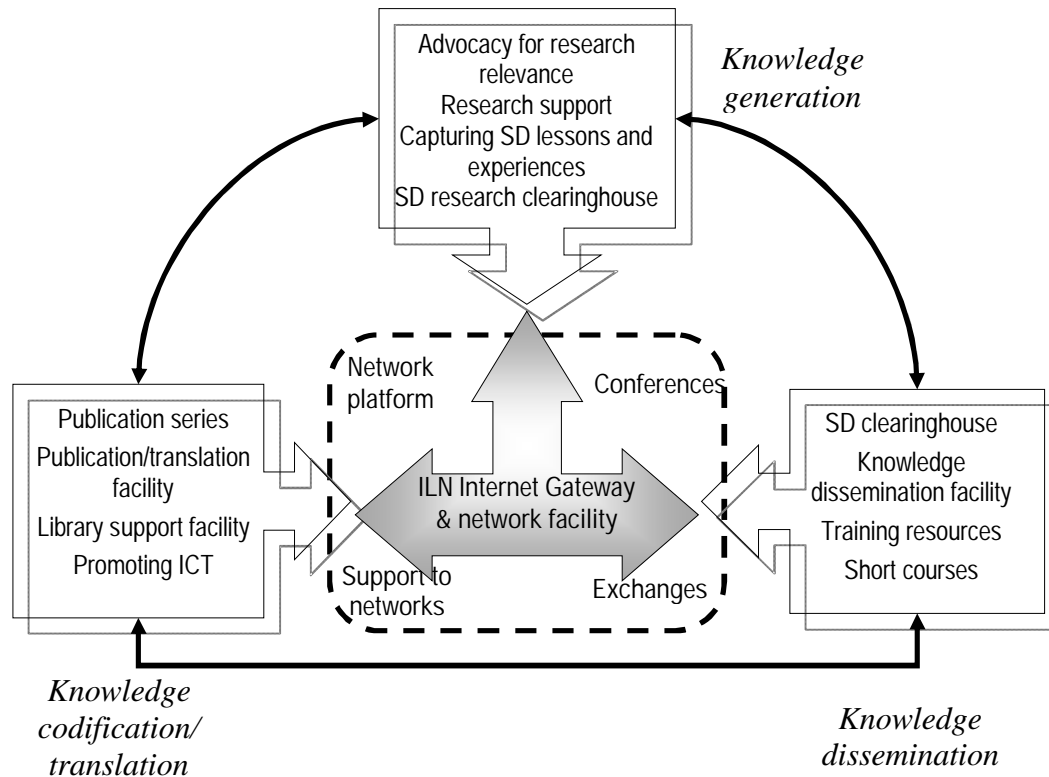 Advocacy for research
relevance
Research support
Capturing SD lessons and
experiences
SD research clearinghouse
Knowledge
generation
Network
platform
Conferences
Publication series
Publication/translation
facility
Library support facility
Promoting ICT
ILN Internet Gateway
& network facility
SD clearinghouse
Knowledge
dissemination facility
Training resources
Short courses
Support to
networks
Exchanges
Knowledge
codification/
translation
Knowledge
dissemination